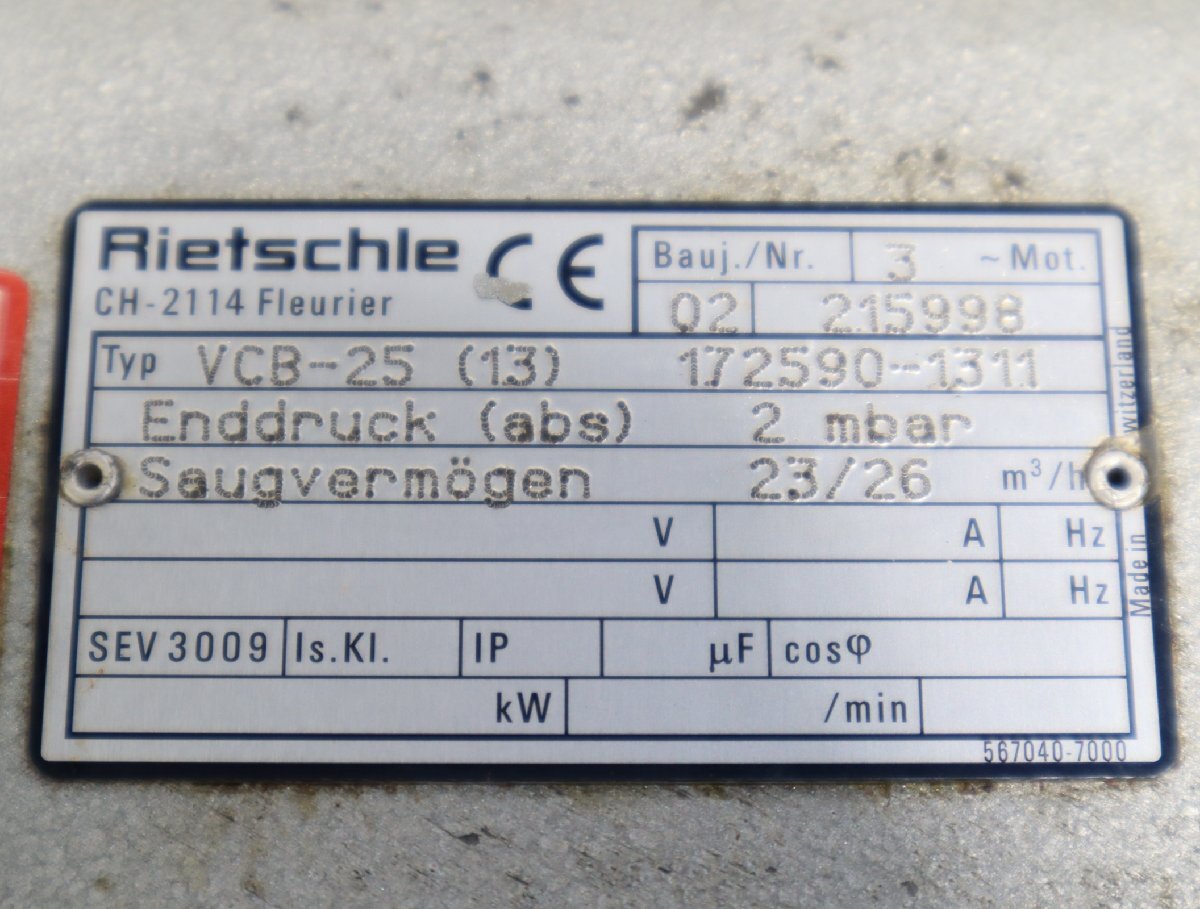 Rietschle CE
CH-2114 Fleurier
Bauj./Nr. 3 ~ Mot.
02 215998
Typ VCB-25 (13) 172590-1311
Enddruck (abs) 2 mbar
Saugvermögen 23/26 m³/h
V A Hz
V A Hz
SEV 3009 Is.Kl. IP µF cosφ
kW /min
567040-7000
Made in witzerland